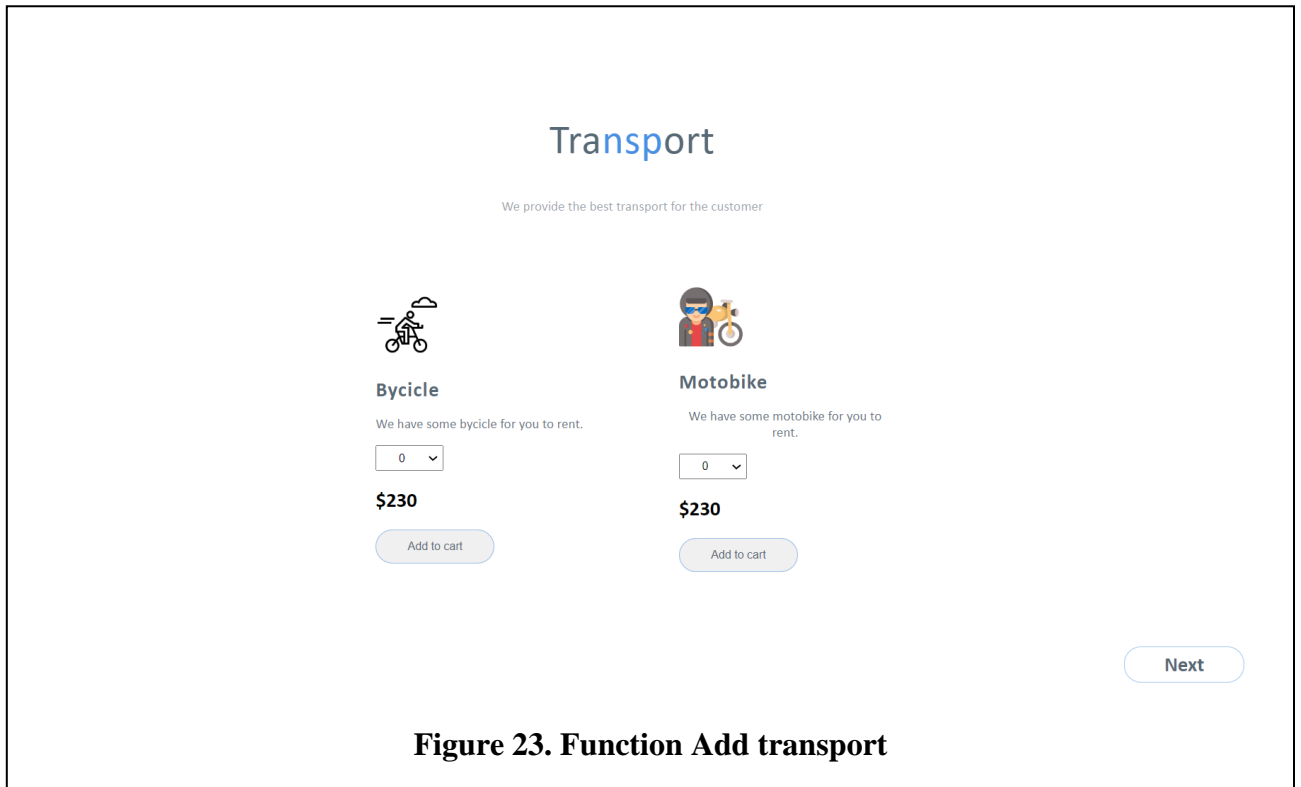 Transport
We provide the best transport for the customer
Bycicle
We have some bycicle for you to rent.
0
$230
Add to cart
Motobike
We have some motobike for you to
rent.
0
$230
Add to cart
Next
Figure 23. Function Add transport